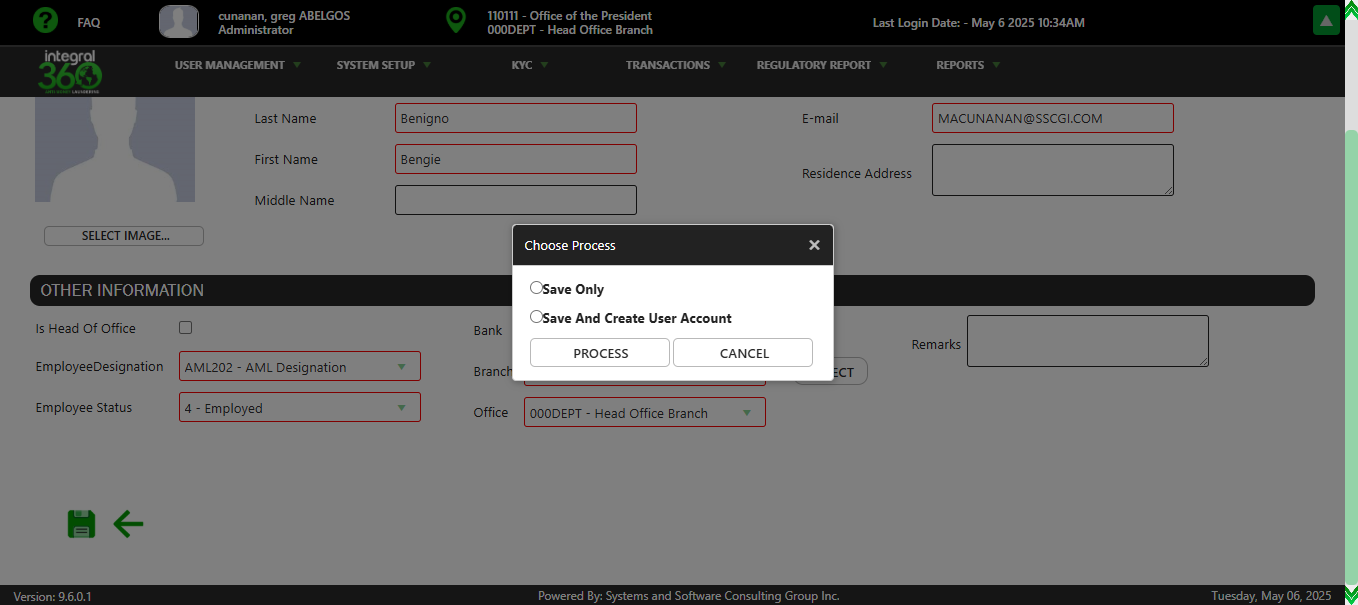 FAQ
cunanan, greg ABELGOS
Administrator
110111 - Office of the President
000DEPT - Head Office Branch
Last Login Date: - May 6 2025 10:34AM
integral
360
USER MANAGEMENT
SYSTEM SETUP
KYC
TRANSACTIONS
REGULATORY REPORT
REPORTS
Last Name
Benigno
E-mail
MACUNANAN@SSCGI.COM
First Name
Bengie
Residence Address
Middle Name
SELECT IMAGE...
Choose Process
Save Only
Save And Create User Account
PROCESS
CANCEL
OTHER INFORMATION
Is Head Of Office
Bank
Remarks
EmployeeDesignation
AML202 - AML Designation
Branch
ECT
Employee Status
4 - Employed
Office
000DEPT - Head Office Branch
Version: 9.6.0.1
Powered By: Systems and Software Consulting Group Inc.
Tuesday, May 06, 2025